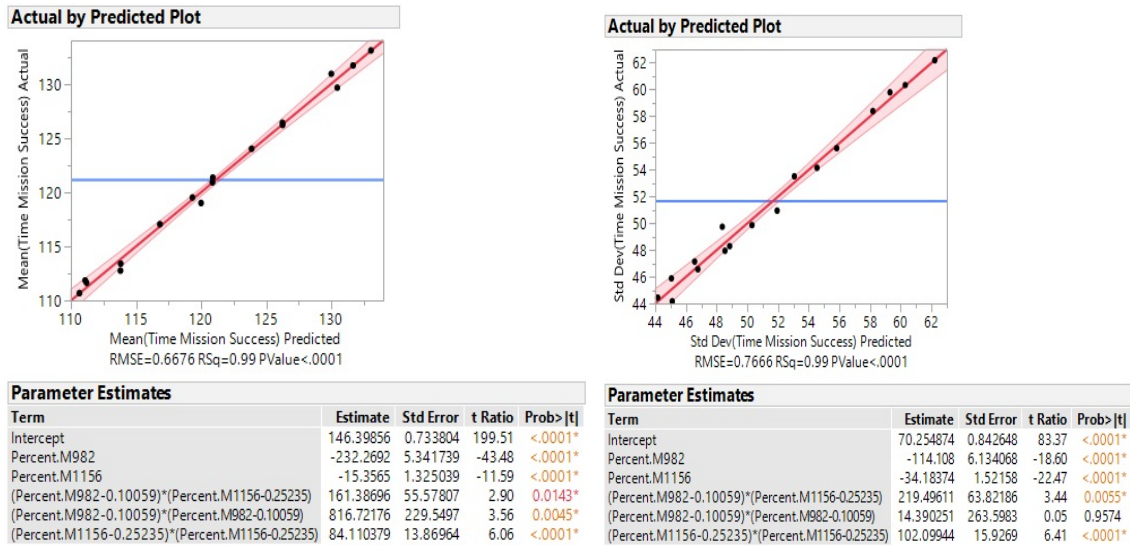 Actual by Predicted Plot
Mean(Time Mission Success) Actual
130
125
120
115
110
110 115 120 125 130
Mean(Time Mission Success) Predicted
RMSE=0.6676 RSq=0.99 PValue<.0001
Parameter Estimates
Term Estimate Std Error t Ratio Prob>|t|
Intercept 146.39856 0.733804 199.51 <.0001*
Percent.M982 -232.2692 5.341739 -43.48 <.0001*
Percent.M1156 -15.3565 1.325039 -11.59 <.0001*
(Percent.M982-0.10059)*(Percent.M1156-0.25235) 161.38696 55.57807 2.90 0.0143*
(Percent.M982-0.10059)*(Percent.M982-0.10059) 816.72176 229.5497 3.56 0.0045*
(Percent.M1156-0.25235)*(Percent.M1156-0.25235) 84.110379 13.86964 6.06 <.0001*
Actual by Predicted Plot
Std Dev(Time Mission Success) Actual
62
60
58
56
54
52
50
48
46
44
44 46 48 50 52 54 56 58 60 62
Std Dev(Time Mission Success) Predicted
RMSE=0.7666 RSq=0.99 PValue<.0001
Parameter Estimates
Term Estimate Std Error t Ratio Prob>|t|
Intercept 70.254874 0.842648 83.37 <.0001*
Percent.M982 -114.108 6.134068 -18.60 <.0001*
Percent.M1156 -34.18374 1.52158 -22.47 <.0001*
(Percent.M982-0.10059)*(Percent.M1156-0.25235) 219.49611 63.82186 3.44 0.0055*
(Percent.M982-0.10059)*(Percent.M982-0.10059) 14.390251 263.5983 0.05 0.9574
(Percent.M1156-0.25235)*(Percent.M1156-0.25235) 102.09944 15.9269 6.41 <.0001*